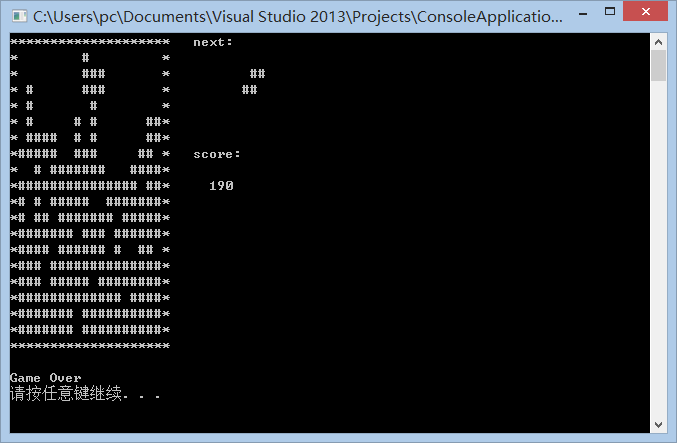 C:\Users\pc\Documents\Visual Studio 2013\Projects\ConsoleApplicatio...
********************   next:
*        #         *
*        ###       *          ##
* #      ###       *         ##
* #       #        *
* #     # #      ##*
* ####  # #      ##*
*#####  ###     ## *   score:
*  # #######   ####*
*############### ##*     190
*# # #####  #######*
*# ## ####### #####*
*####### ### ######*
*#### ###### #  ## *
*### ##############*
*### ##### ########*
*############# ####*
*####### ##########*
*####### ##########*
********************
Game Over
请按任意键继续. . .